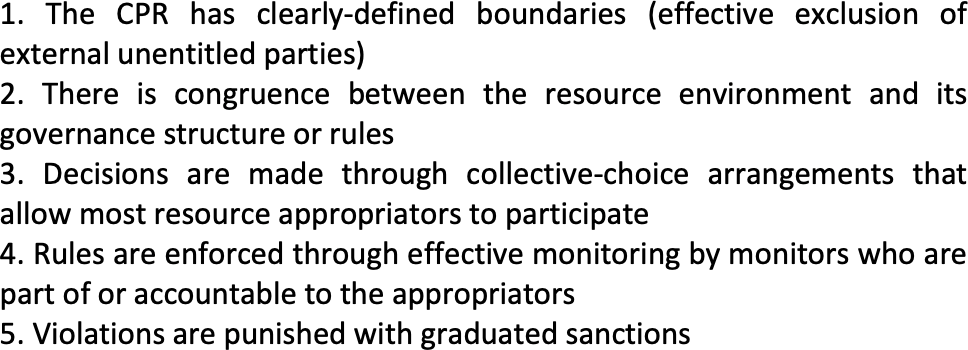 1. The CPR has clearly-defined boundaries (effective exclusion of
external unentitled parties)
2. There is congruence between the resource environment and its
governance structure or rules
3. Decisions are made through collective-choice arrangements that
allow most resource appropriators to participate
4. Rules are enforced through effective monitoring by monitors who are
part of or accountable to the appropriators
5. Violations are punished with graduated sanctions